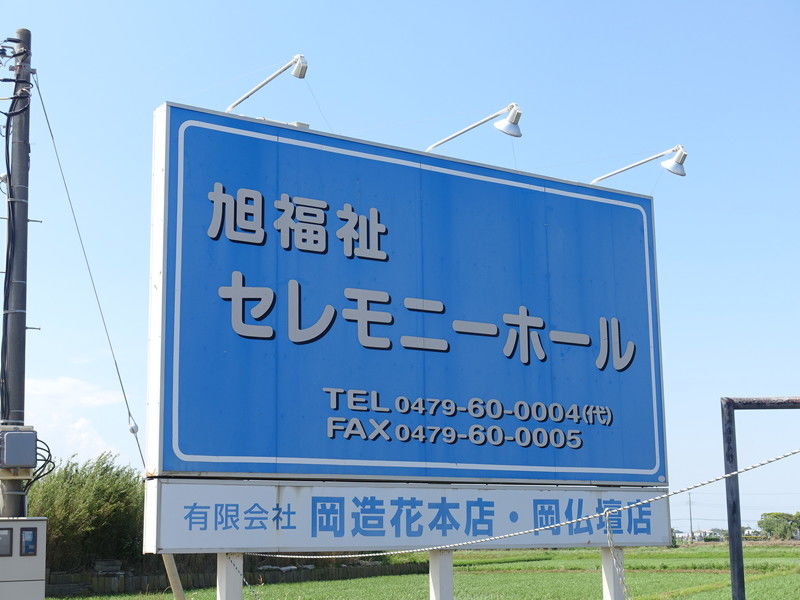 旭福祉
セレモニーホール
TEL 0479-60-0004(代)
FAX 0479-60-0005
有限会社 岡造花本店・岡仏壇店